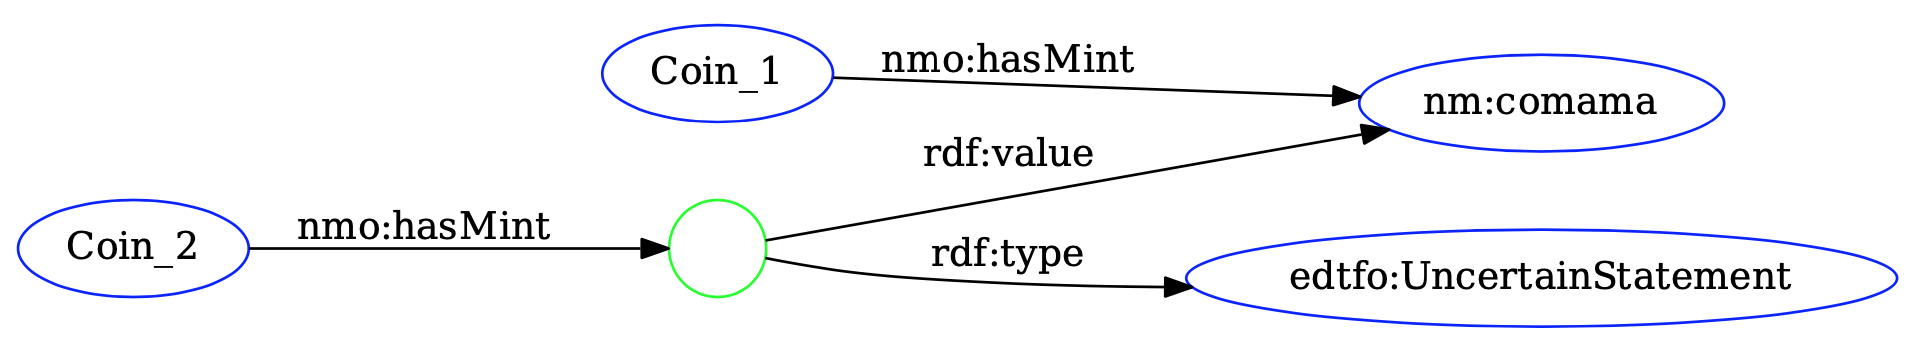 Coin_1
nmo:hasMint
nm:comama
rdf:value
Coin_2
nmo:hasMint
rdf:type
edtfo:UncertainStatement